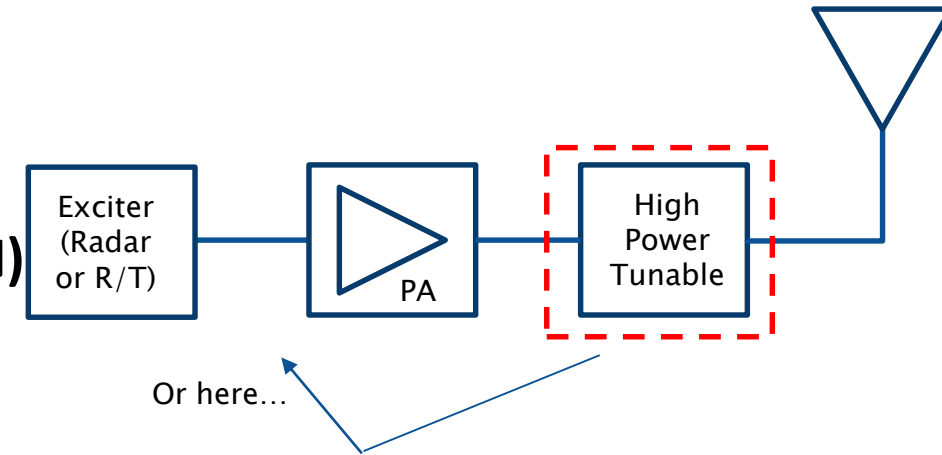 Exciter
(Radar
or R/T)
)
PA
High
Power
Tunable
Or here…